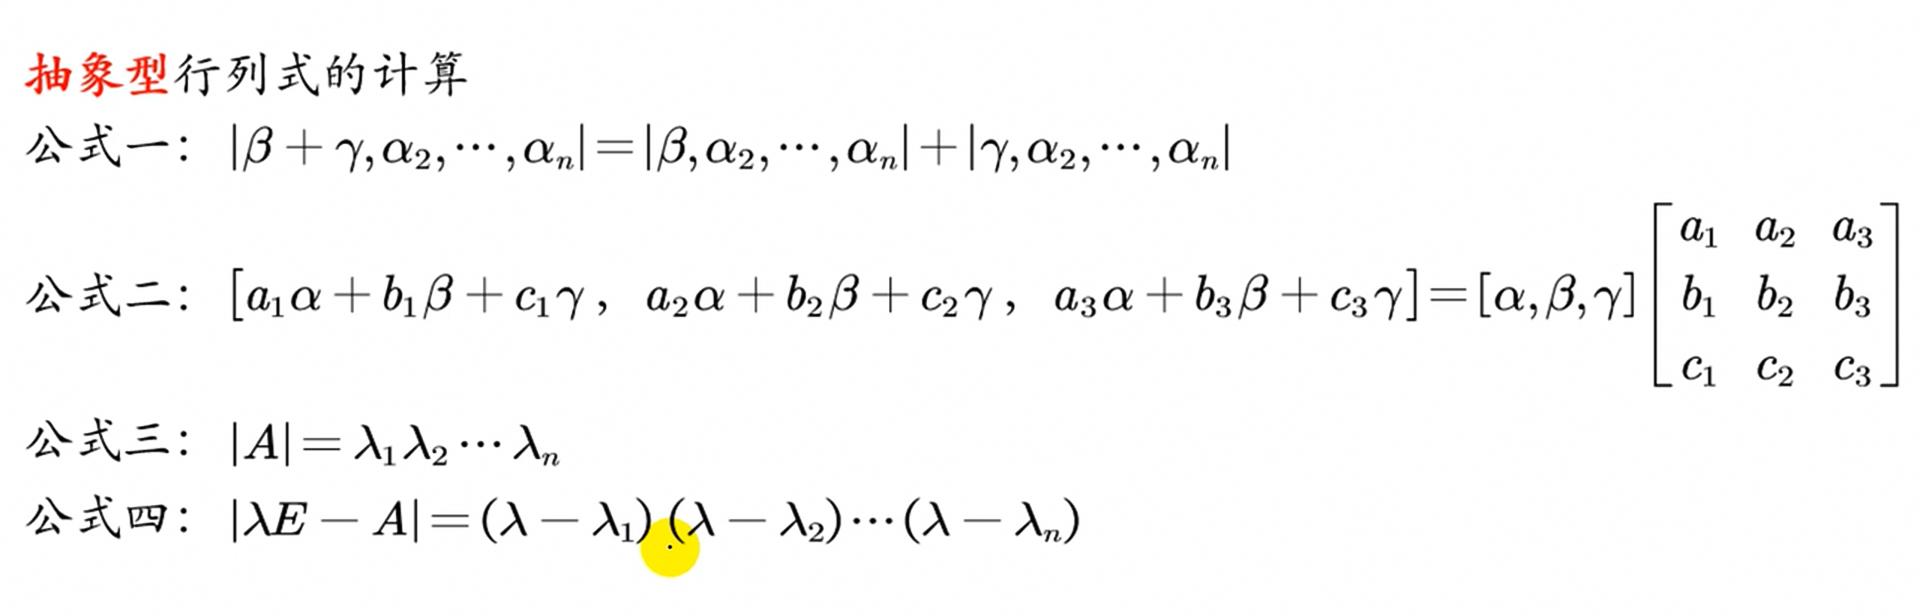 抽象型行列式的计算
公式一：|β + γ, α₂, ⋯, αₙ| = |β, α₂, ⋯, αₙ| + |γ, α₂, ⋯, αₙ|
公式二：[a₁α + b₁β + c₁γ，a₂α + b₂β + c₂γ，a₃α + b₃β + c₃γ] = [α, β, γ] [a₁ a₂ a₃
b₁ b₂ b₃
c₁ c₂ c₃]
公式三：|A| = λ₁λ₂ ⋯ λₙ
公式四：|λE − A| = (λ − λ₁)(λ − λ₂) ⋯ (λ − λₙ)